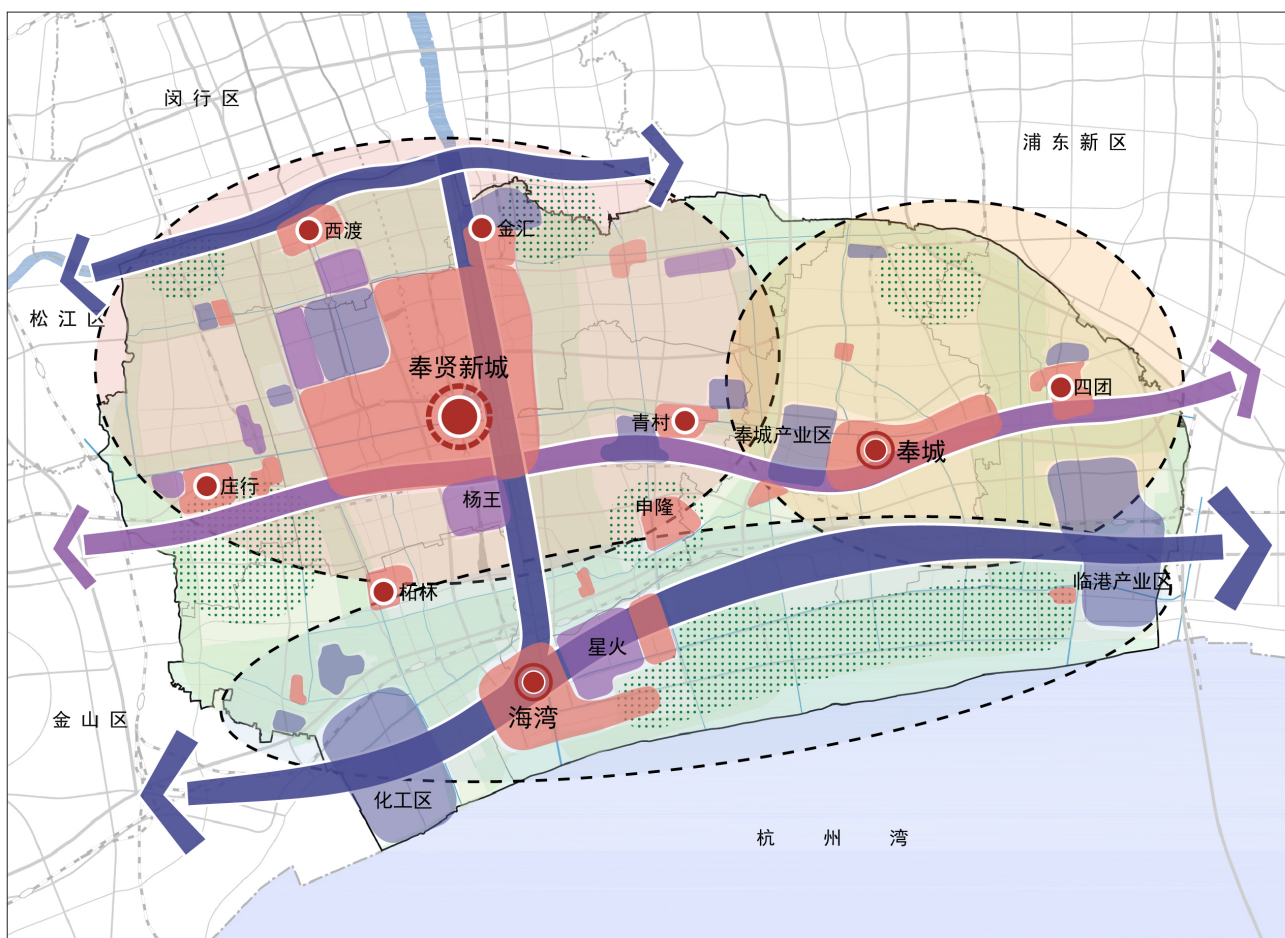 闵行区
浦东新区
西渡
金汇
松江区
奉贤新城
四团
青村
奉城产业区
奉城
庄行
杨王
申隆
柘林
临港产业区
星火
海湾
金山区
化工区
杭州湾